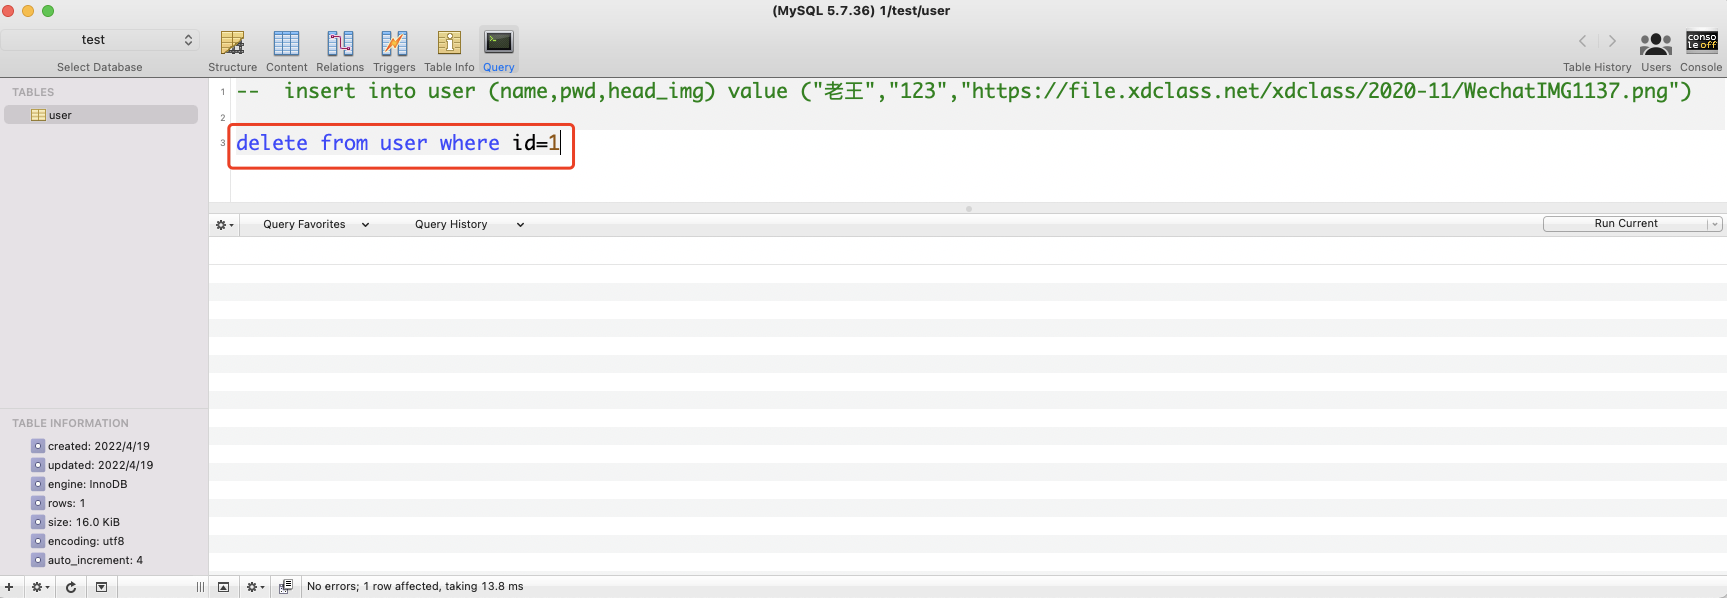 (MySQL 5.7.36) 1/test/user
test
Select Database
Structure
Content
Relations
Triggers
Table Info
Query
Table History
Users
conso
le off
Console
TABLES
user
1 -- insert into user (name,pwd,head_img) value ("老王","123","https://file.xdclass.net/xdclass/2020-11/WechatIMG1137.png")
2
3 delete from user where id=1
Query Favorites
Query History
Run Current
TABLE INFORMATION
created: 2022/4/19
updated: 2022/4/19
engine: InnoDB
rows: 1
size: 16.0 KiB
encoding: utf8
auto_increment: 4
No errors; 1 row affected, taking 13.8 ms